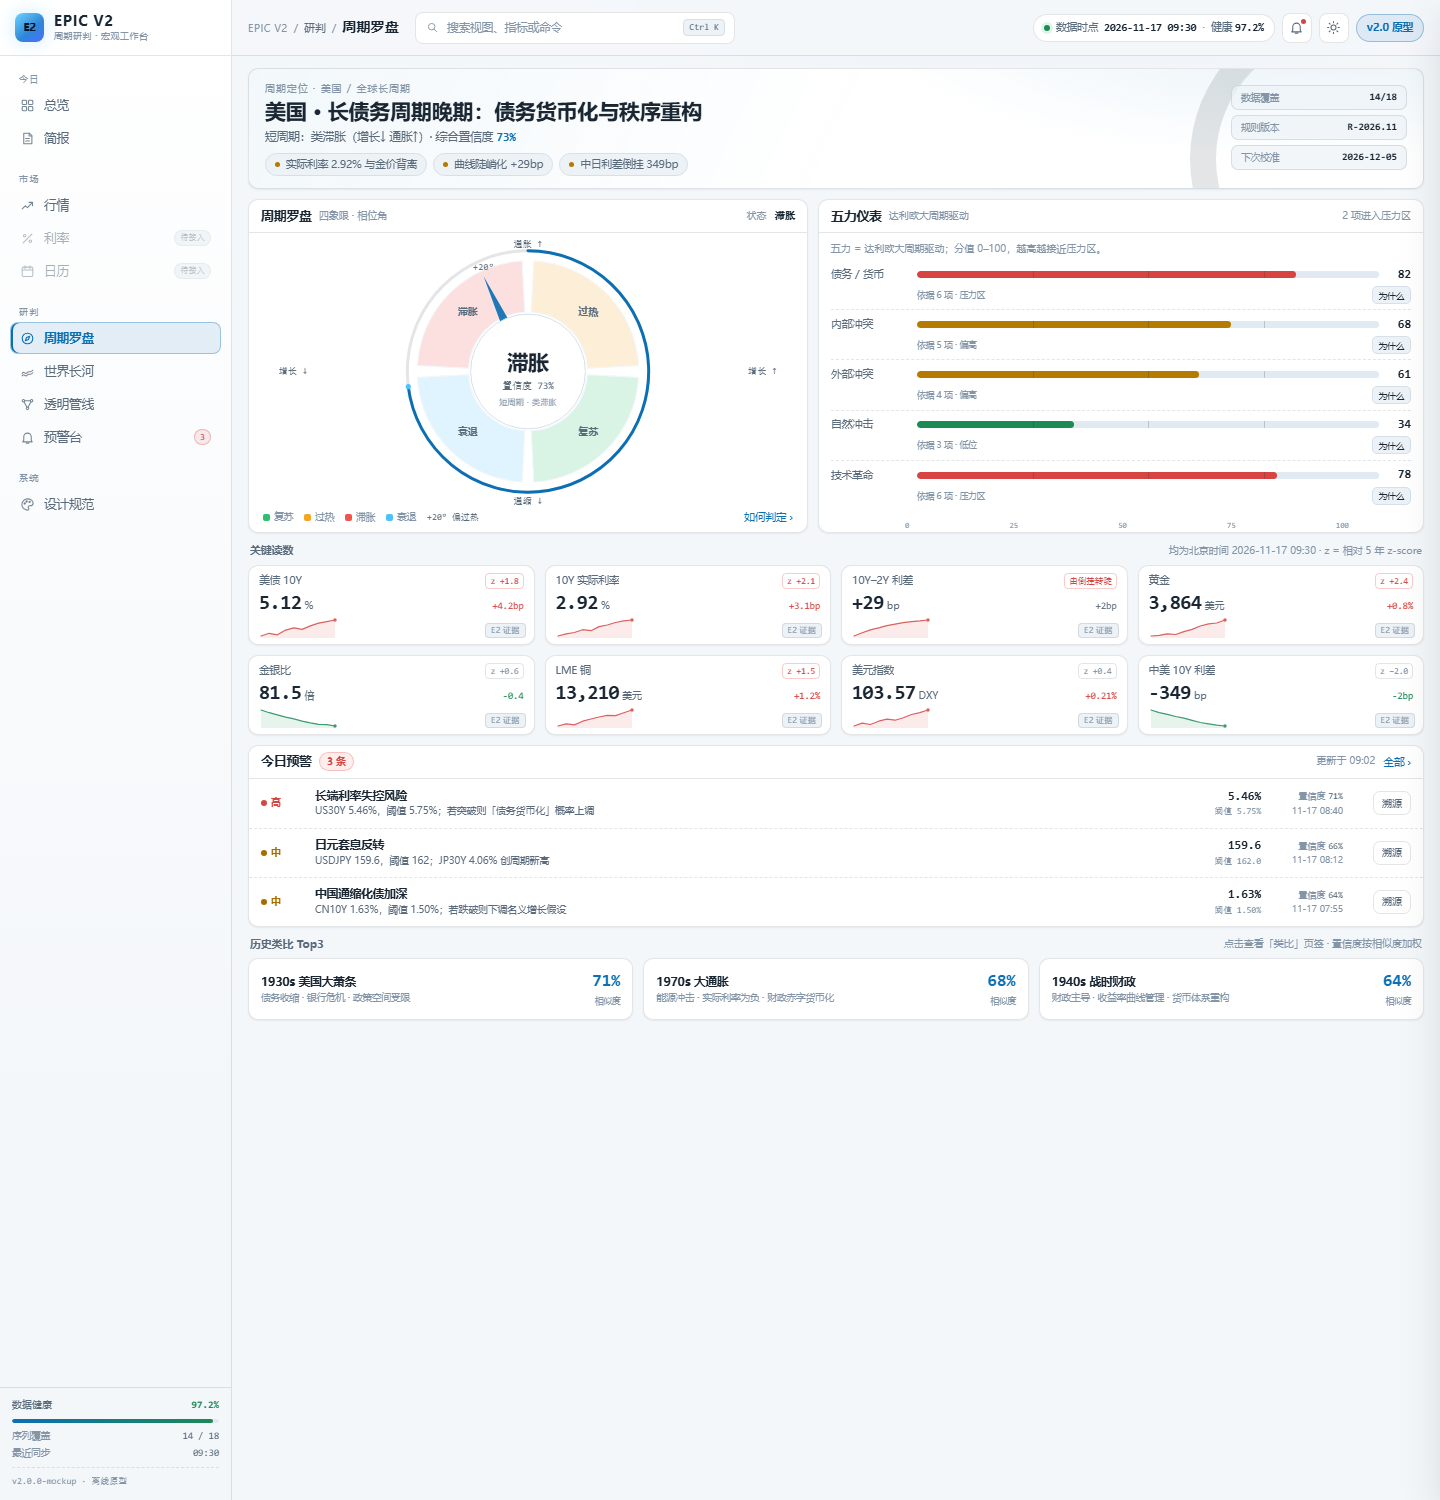 E2
EPIC V2
周期研判 · 宏观工作台
今日
总览
简报
市场
行情
利率 待接入
日历 待接入
研判
周期罗盘
世界长河
透明管线
预警台 3
系统
设计规范
数据健康 97.2%
序列覆盖 14 / 18
最近同步 09:30
v2.0.0-mockup · 离线原型
EPIC V2 / 研判 / 周期罗盘
搜索视图、指标或命令 Ctrl K
数据时点 2026-11-17 09:30 · 健康 97.2%
v2.0 原型
周期定位 · 美国 / 全球长周期
美国 · 长债务周期晚期：债务货币化与秩序重构
短周期：类滞胀（增长↓ 通胀↑）· 综合置信度 73%
实际利率 2.92% 与金价背离
曲线陡峭化 +29bp
中日利差倒挂 349bp
数据覆盖 14/18
规则版本 R-2026.11
下次校准 2026-12-05
周期罗盘 四象限 · 相位角
状态 滞胀
通胀 ↑
+20°
滞胀
过热
增长 ↓
滞胀
置信度 73%
短周期 · 类滞胀
增长 ↑
衰退
复苏
通缩 ↓
复苏 过热 滞胀 衰退 +20° 偏过热
如何判定 ›
五力仪表 达利欧大周期驱动
2 项进入压力区
五力 = 达利欧大周期驱动；分值 0–100，越高越接近压力区。
债务 / 货币 82
依据 6 项 · 压力区 为什么
内部冲突 68
依据 5 项 · 偏高 为什么
外部冲突 61
依据 4 项 · 偏高 为什么
自然冲击 34
依据 3 项 · 低位 为什么
技术革命 78
依据 6 项 · 压力区 为什么
0 25 50 75 100
关键读数
均为北京时间 2026-11-17 09:30 · z = 相对 5 年 z-score
美债 10Y z +1.8
5.12 % +4.2bp
E2 证据
10Y 实际利率 z +2.1
2.92 % +3.1bp
E2 证据
10Y–2Y 利差 由倒挂转陡
+29 bp +2bp
E2 证据
黄金 z +2.4
3,864 美元 +0.8%
E2 证据
金银比 z +0.6
81.5 倍 -0.4
E2 证据
LME 铜 z +1.5
13,210 美元 +1.2%
E2 证据
美元指数 z +0.4
103.57 DXY +0.21%
E2 证据
中美 10Y 利差 z −2.0
-349 bp -2bp
E2 证据
今日预警 3 条
更新于 09:02 全部 ›
高
长端利率失控风险
US30Y 5.46%，阈值 5.75%；若突破则「债务货币化」概率上调
5.46%
阈值 5.75%
置信度 71%
11-17 08:40
溯源
中
日元套息反转
USDJPY 159.6，阈值 162；JP30Y 4.06% 创周期新高
159.6
阈值 162.0
置信度 66%
11-17 08:12
溯源
中
中国通缩化债加深
CN10Y 1.63%，阈值 1.50%；若跌破则下调名义增长假设
1.63%
阈值 1.50%
置信度 64%
11-17 07:55
溯源
历史类比 Top3
点击查看「类比」页签 · 置信度按相似度加权
1930s 美国大萧条 71%
债务收缩 · 银行危机 · 政策空间受限 相似度
1970s 大通胀 68%
能源冲击 · 实际利率为负 · 财政赤字货币化 相似度
1940s 战时财政 64%
财政主导 · 收益率曲线管理 · 货币体系重构 相似度